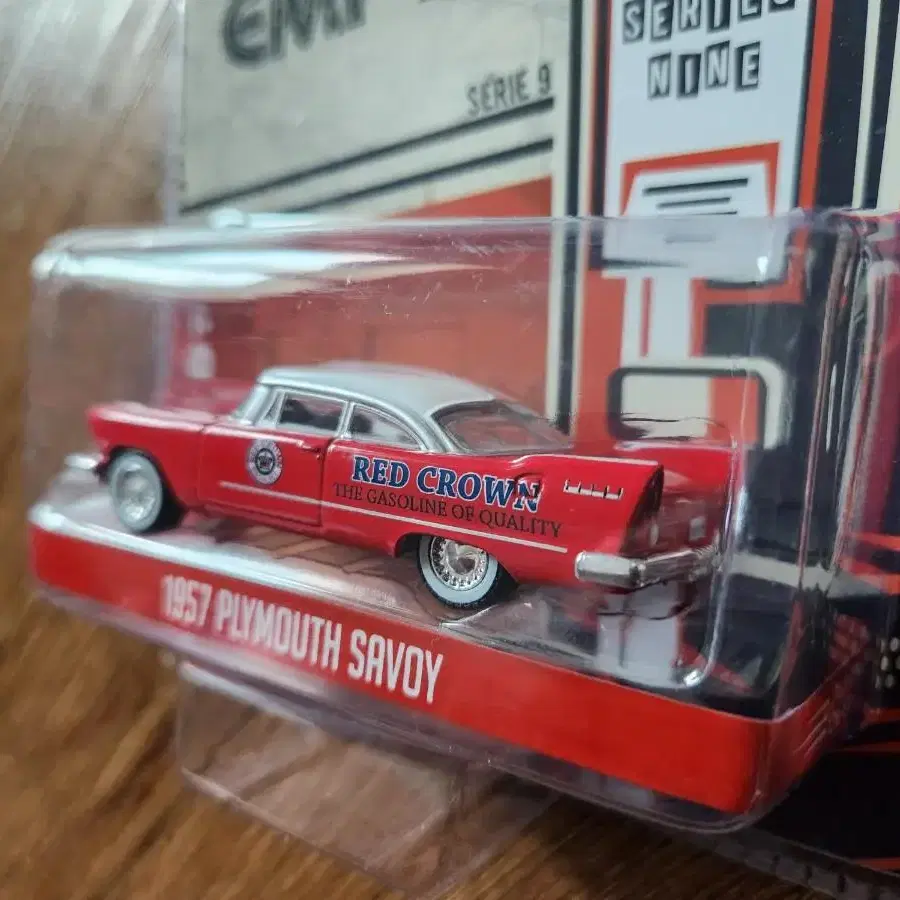 SERIES
NINE
SÉRIE 9
RED CROWN
THE GASOLINE OF QUALITY
1957 PLYMOUTH SAVOY